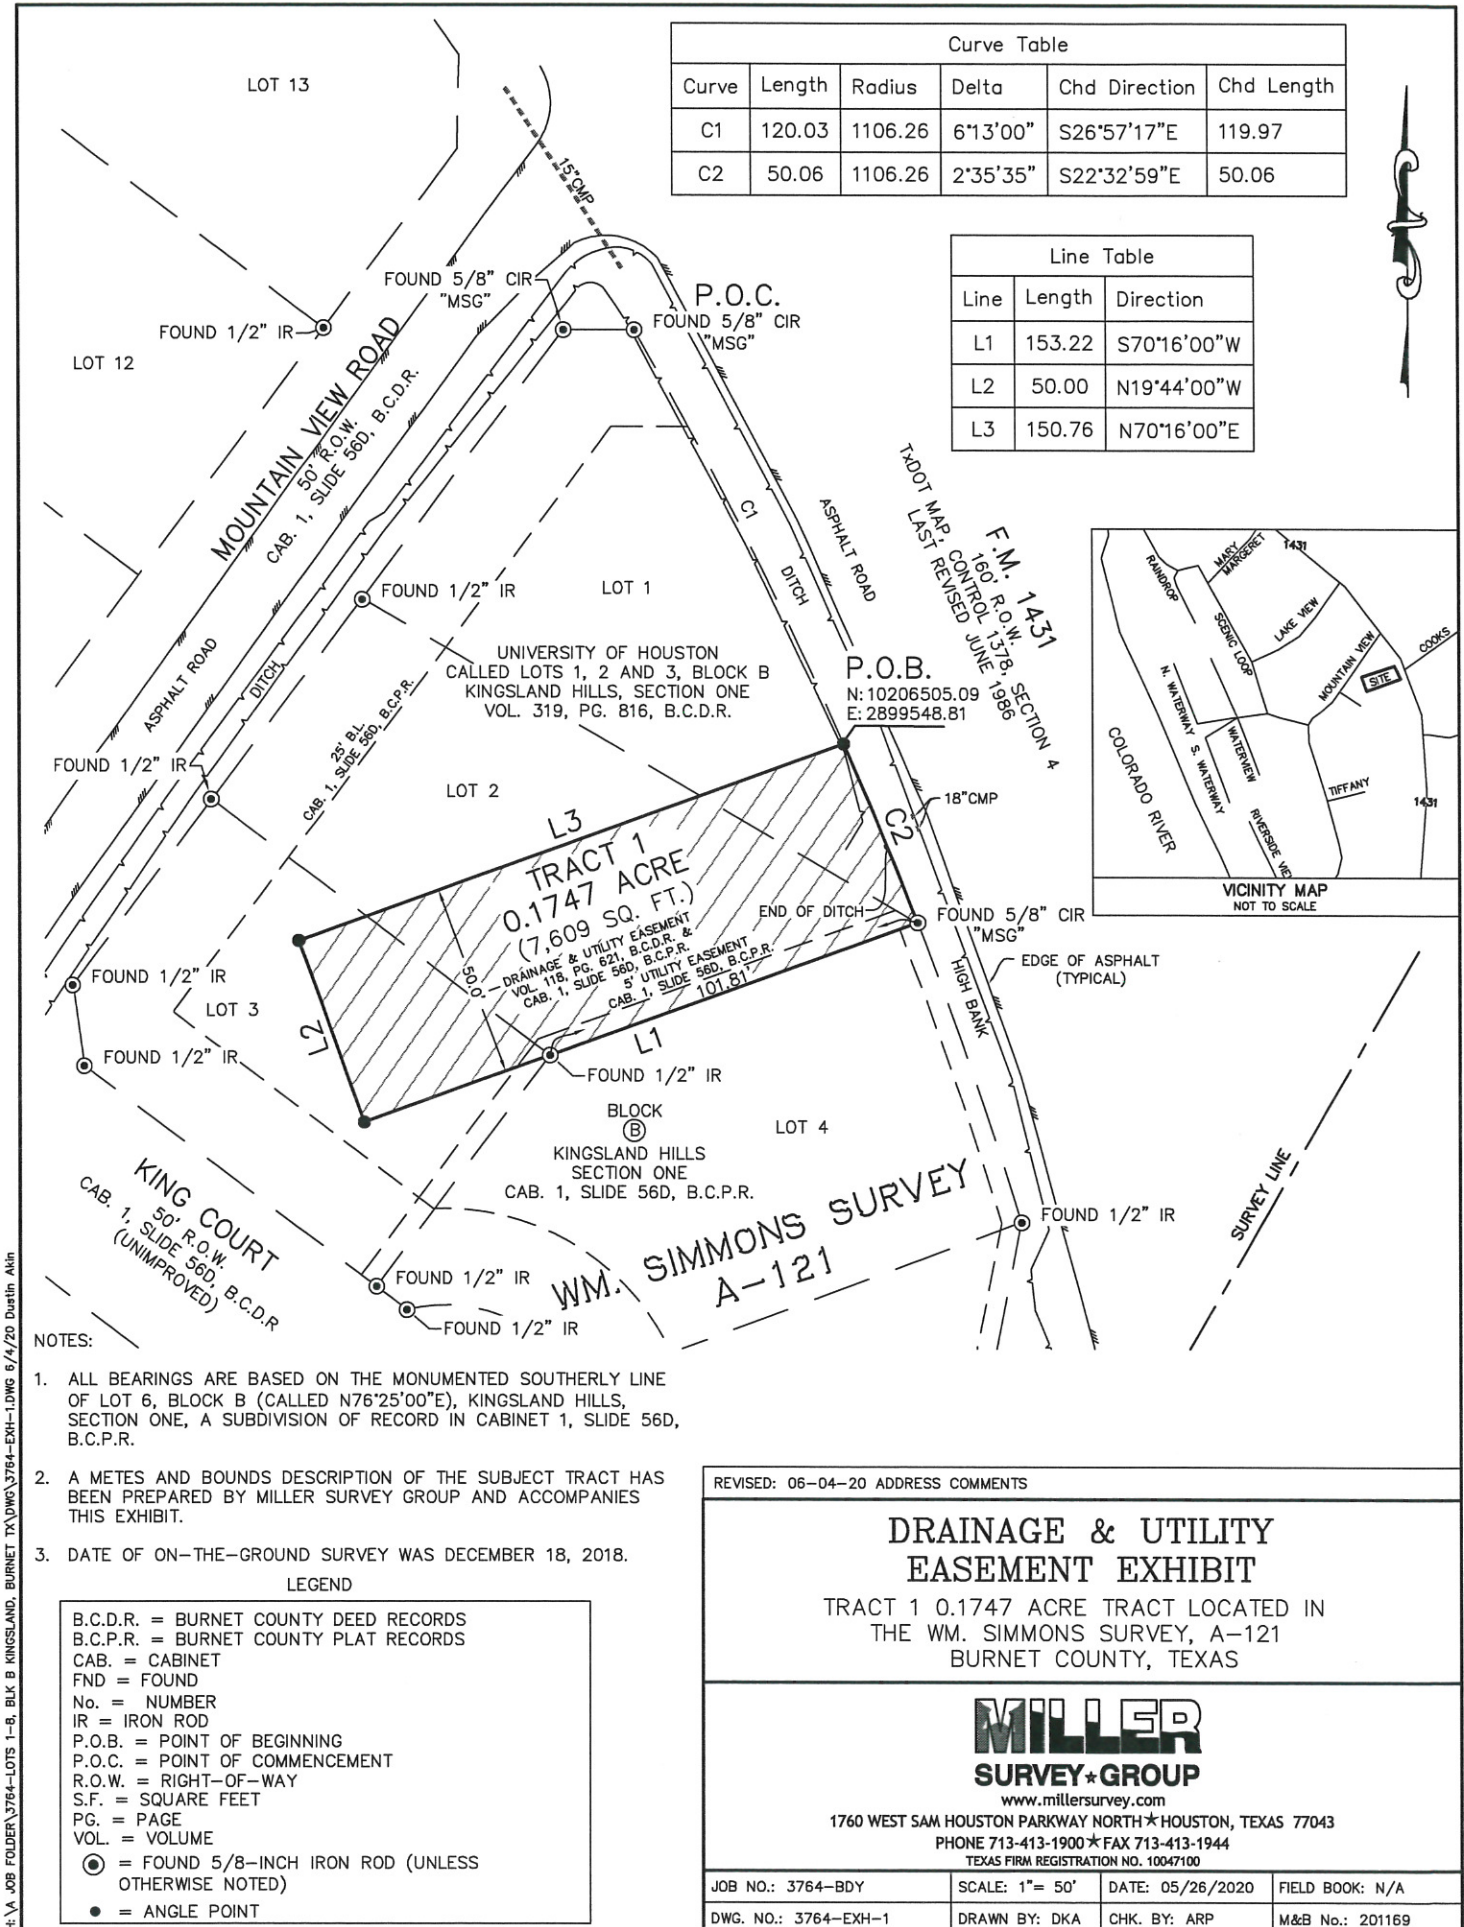 Curve Table
Curve Length Radius Delta Chd Direction Chd Length
C1 120.03 1106.26 6°13'00" S26°57'17"E 119.97
C2 50.06 1106.26 2°35'35" S22°32'59"E 50.06
Line Table
Line Length Direction
L1 153.22 S70°16'00"W
L2 50.00 N19°44'00"W
L3 150.76 N70°16'00"E
LOT 13
15"CMP
FOUND 5/8" CIR
"MSG"
P.O.C.
FOUND 5/8" CIR
"MSG"
FOUND 1/2" IR
LOT 12
MOUNTAIN VIEW ROAD
50' R.O.W.
CAB. 1, SLIDE 56D, B.C.D.R.
C1
DITCH
ASPHALT ROAD
F.M. 1431
160' R.O.W.
TxDOT MAP, CONTROL 1378, SECTION 4
LAST REVISED JUNE 1986
FOUND 1/2" IR
LOT 1
ASPHALT ROAD
DITCH
UNIVERSITY OF HOUSTON
CALLED LOTS 1, 2 AND 3, BLOCK B
KINGSLAND HILLS, SECTION ONE
VOL. 319, PG. 816, B.C.D.R.
P.O.B.
N: 10206505.09
E: 2899548.81
25' B.L.
CAB. 1, SLIDE 56D, B.C.P.R.
FOUND 1/2" IR
LOT 2
18"CMP
C2
L3
TRACT 1
0.1747 ACRE
(7,609 SQ. FT.)
DRAINAGE & UTILITY EASEMENT
VOL. 118, PG. 621, B.C.D.R. &
CAB. 1, SLIDE 56D, B.C.P.R.
5' UTILITY EASEMENT
CAB. 1, SLIDE 56D, B.C.P.R.
101.81'
50.0'
END OF DITCH
FOUND 5/8" CIR
"MSG"
EDGE OF ASPHALT
(TYPICAL)
HIGH BANK
FOUND 1/2" IR
LOT 3
L2
L1
FOUND 1/2" IR
FOUND 1/2" IR
BLOCK
B
KINGSLAND HILLS
SECTION ONE
CAB. 1, SLIDE 56D, B.C.P.R.
LOT 4
KING COURT
50' R.O.W.
CAB. 1, SLIDE 56D, B.C.D.R
(UNIMPROVED)
WM. SIMMONS SURVEY
A-121
FOUND 1/2" IR
SURVEY LINE
FOUND 1/2" IR
FOUND 1/2" IR
RAINDROP
MARY
MARGERET
1431
SCENIC LOOP
LAKE VIEW
MOUNTAIN VIEW
COOKS
SITE
N. WATERWAY
S. WATERWAY
WATERVIEW
COLORADO RIVER
RIVERSIDE VIE
TIFFANY
1431
VICINITY MAP
NOT TO SCALE
NOTES:
1. ALL BEARINGS ARE BASED ON THE MONUMENTED SOUTHERLY LINE
OF LOT 6, BLOCK B (CALLED N76°25'00"E), KINGSLAND HILLS,
SECTION ONE, A SUBDIVISION OF RECORD IN CABINET 1, SLIDE 56D,
B.C.P.R.
2. A METES AND BOUNDS DESCRIPTION OF THE SUBJECT TRACT HAS
BEEN PREPARED BY MILLER SURVEY GROUP AND ACCOMPANIES
THIS EXHIBIT.
3. DATE OF ON-THE-GROUND SURVEY WAS DECEMBER 18, 2018.
LEGEND
B.C.D.R. = BURNET COUNTY DEED RECORDS
B.C.P.R. = BURNET COUNTY PLAT RECORDS
CAB. = CABINET
FND = FOUND
No. = NUMBER
IR = IRON ROD
P.O.B. = POINT OF BEGINNING
P.O.C. = POINT OF COMMENCEMENT
R.O.W. = RIGHT-OF-WAY
S.F. = SQUARE FEET
PG. = PAGE
VOL. = VOLUME
= FOUND 5/8-INCH IRON ROD (UNLESS
OTHERWISE NOTED)
= ANGLE POINT
REVISED: 06-04-20 ADDRESS COMMENTS
DRAINAGE & UTILITY
EASEMENT EXHIBIT
TRACT 1 0.1747 ACRE TRACT LOCATED IN
THE WM. SIMMONS SURVEY, A-121
BURNET COUNTY, TEXAS
MILLER
SURVEY★GROUP
www.millersurvey.com
1760 WEST SAM HOUSTON PARKWAY NORTH★HOUSTON, TEXAS 77043
PHONE 713-413-1900★FAX 713-413-1944
TEXAS FIRM REGISTRATION NO. 10047100
JOB NO.: 3764-BDY SCALE: 1"= 50' DATE: 05/26/2020 FIELD BOOK: N/A
DWG. NO.: 3764-EXH-1 DRAWN BY: DKA CHK. BY: ARP M&B No.: 201169
\A JOB FOLDER\3764-LOTS 1-8, BLK B KINGSLAND, BURNET TX\DWG\3764-EXH-1.DWG 6/4/20 Dustin Akin